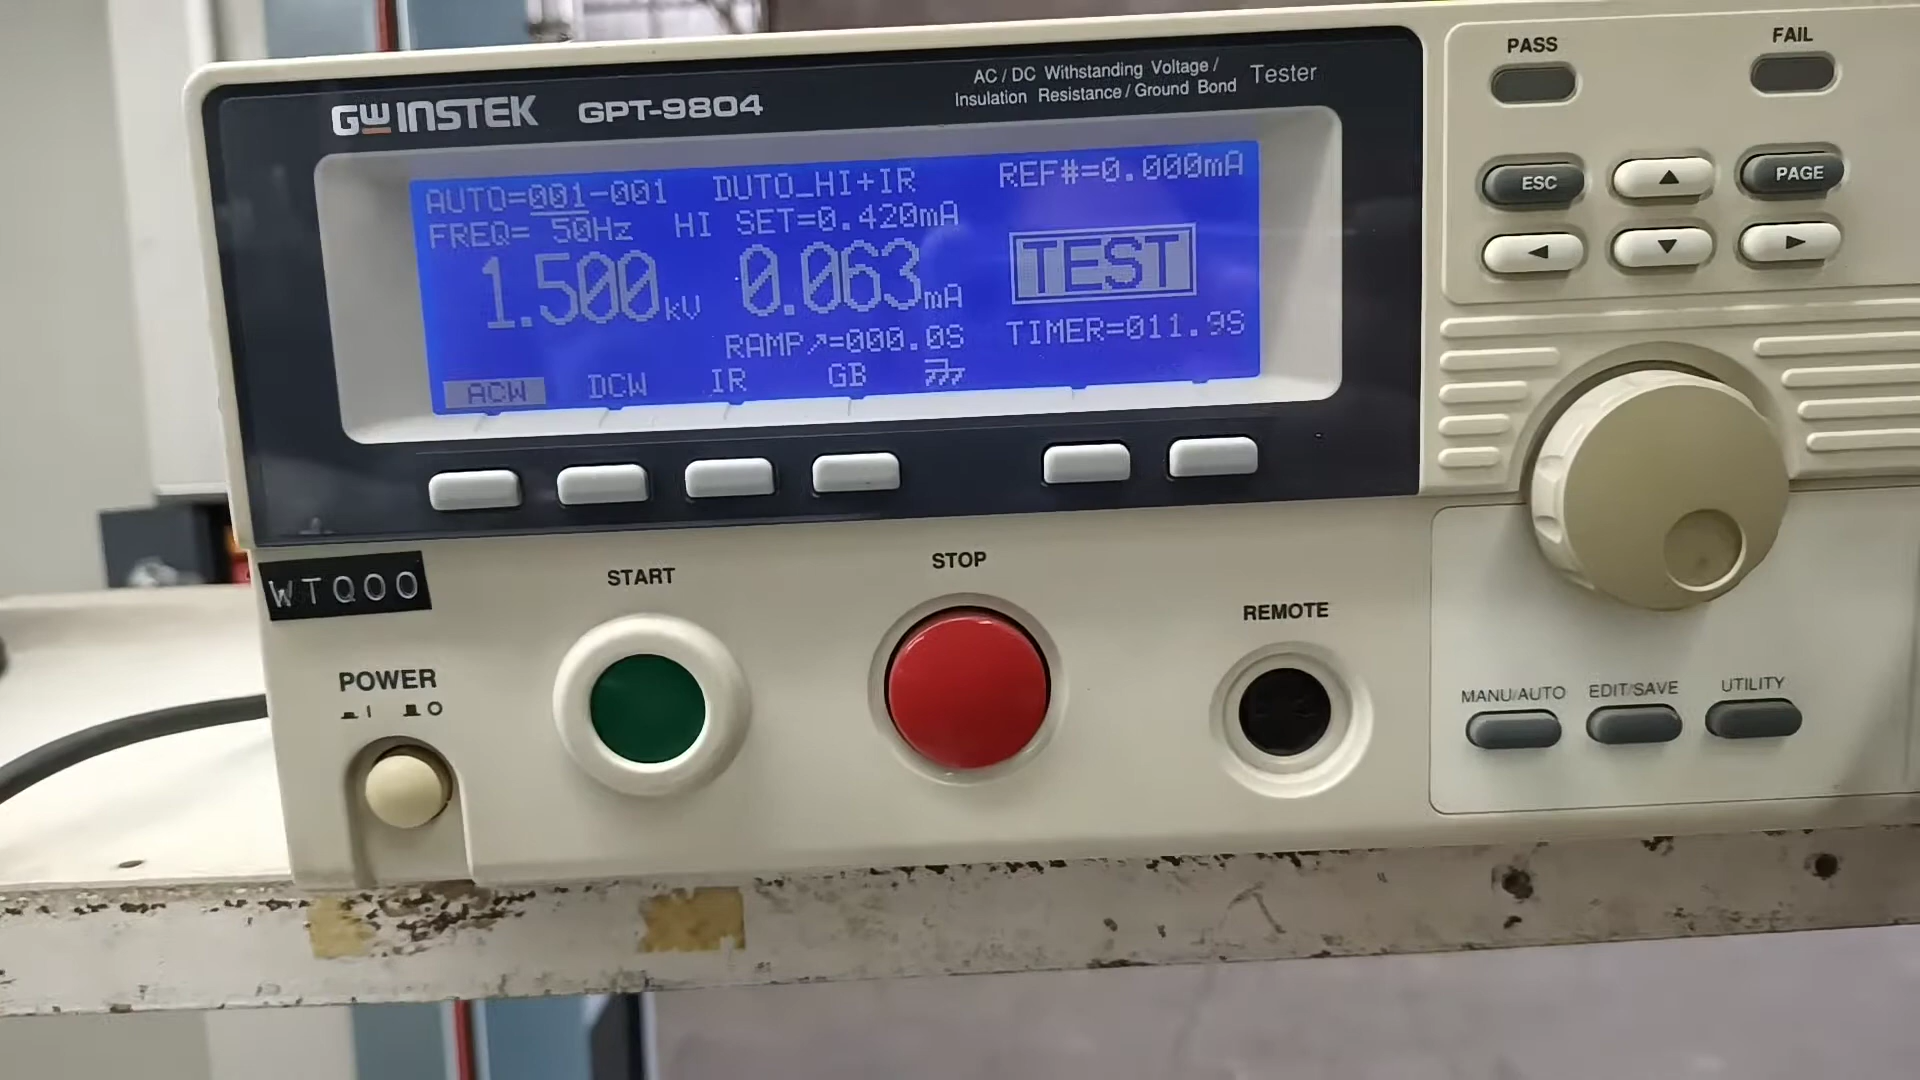 GWINSTEK GPT-9804
AC / DC Withstanding Voltage /
Insulation Resistance / Ground Bond Tester
AUTO=001-001 DUTO_HI+IR REF#=0.000mA
FREQ= 50Hz HI SET=0.420mA
1.500kV 0.063mA TEST
RAMP↗=000.0S TIMER=011.9S
ACW DCW IR GB
PASS FAIL
ESC ▲ PAGE
◀ ▼ ▶
WTQ00
START STOP REMOTE
POWER
I O
MANU/AUTO EDIT/SAVE UTILITY